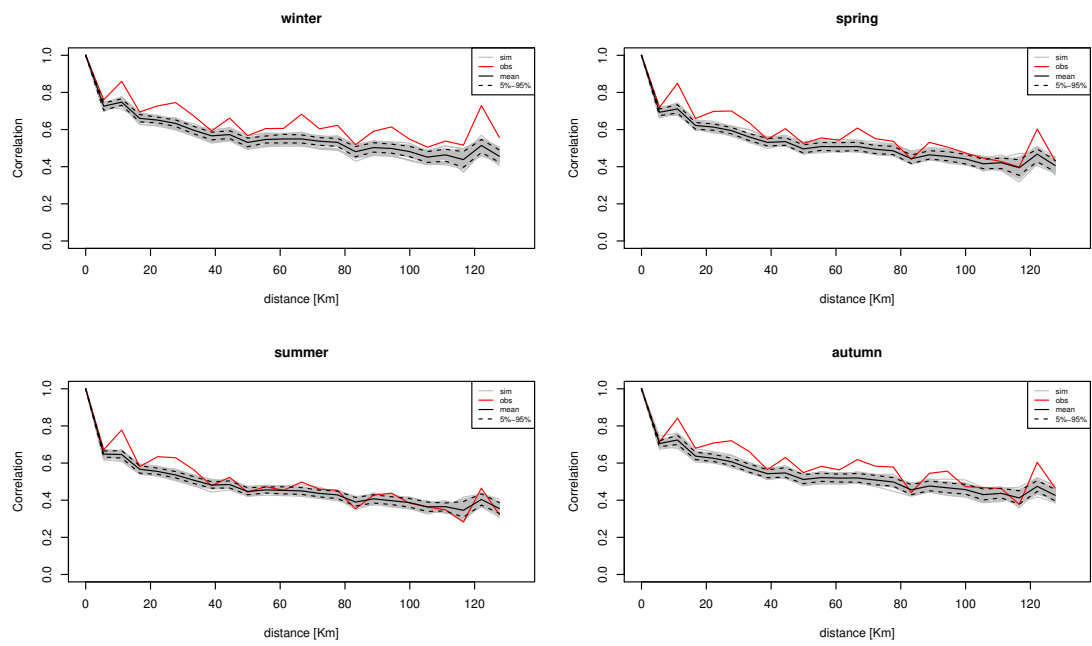 winter
Correlation
0.0 0.2 0.4 0.6 0.8 1.0
0 20 40 60 80 100 120
distance [Km]
sim
obs
mean
5%−95%
spring
Correlation
0.0 0.2 0.4 0.6 0.8 1.0
0 20 40 60 80 100 120
distance [Km]
sim
obs
mean
5%−95%
summer
Correlation
0.0 0.2 0.4 0.6 0.8 1.0
0 20 40 60 80 100 120
distance [Km]
sim
obs
mean
5%−95%
autumn
Correlation
0.0 0.2 0.4 0.6 0.8 1.0
0 20 40 60 80 100 120
distance [Km]
sim
obs
mean
5%−95%